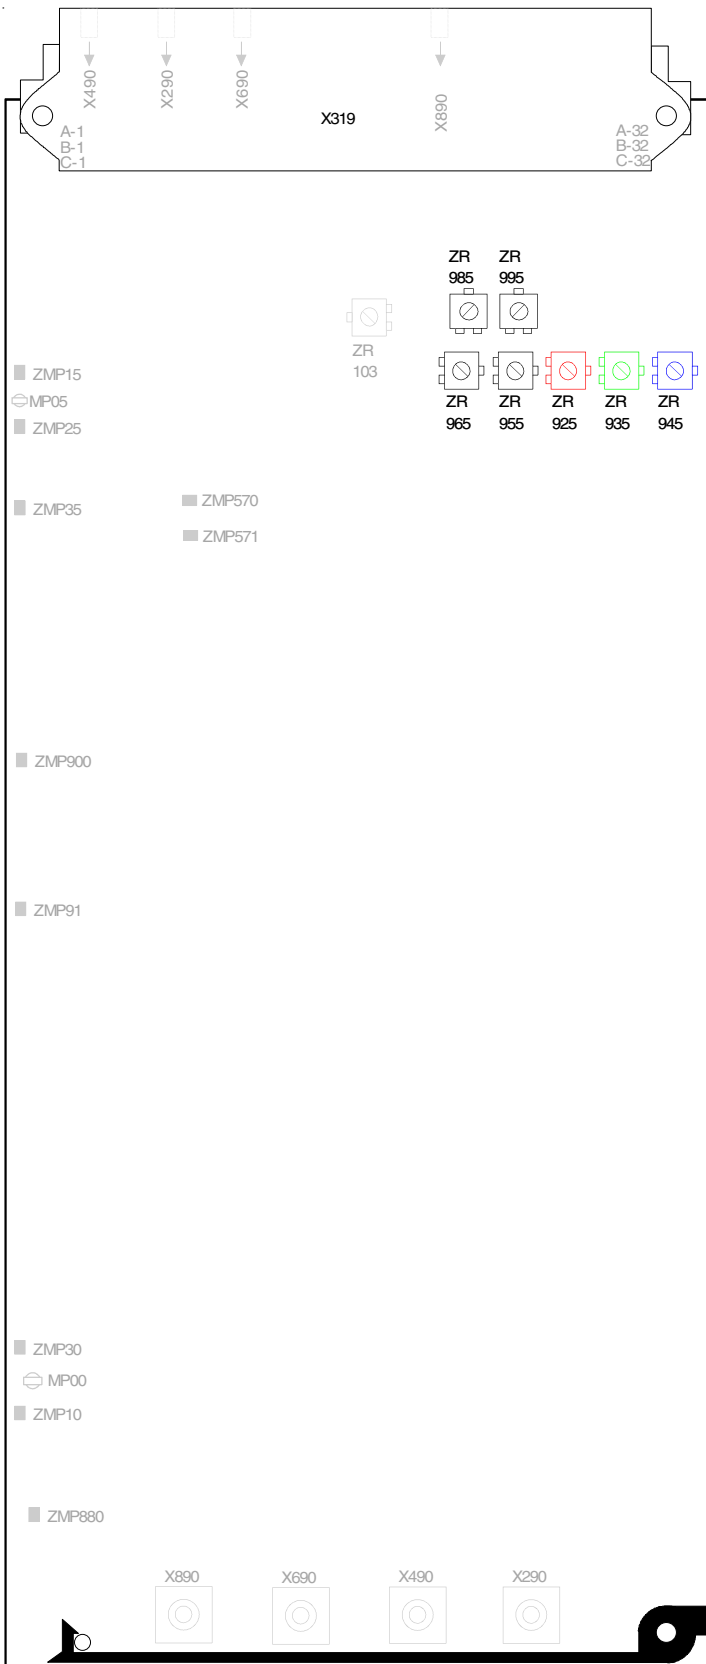 X490
X290
X690
X890
X319
A-1
B-1
C-1
A-32
B-32
C-32
ZR
985
ZR
995
ZR
103
ZMP15
MP05
ZMP25
ZR
965
ZR
955
ZR
925
ZR
935
ZR
945
ZMP35
ZMP570
ZMP571
ZMP900
ZMP91
ZMP30
MP00
ZMP10
ZMP880
X890
X690
X490
X290